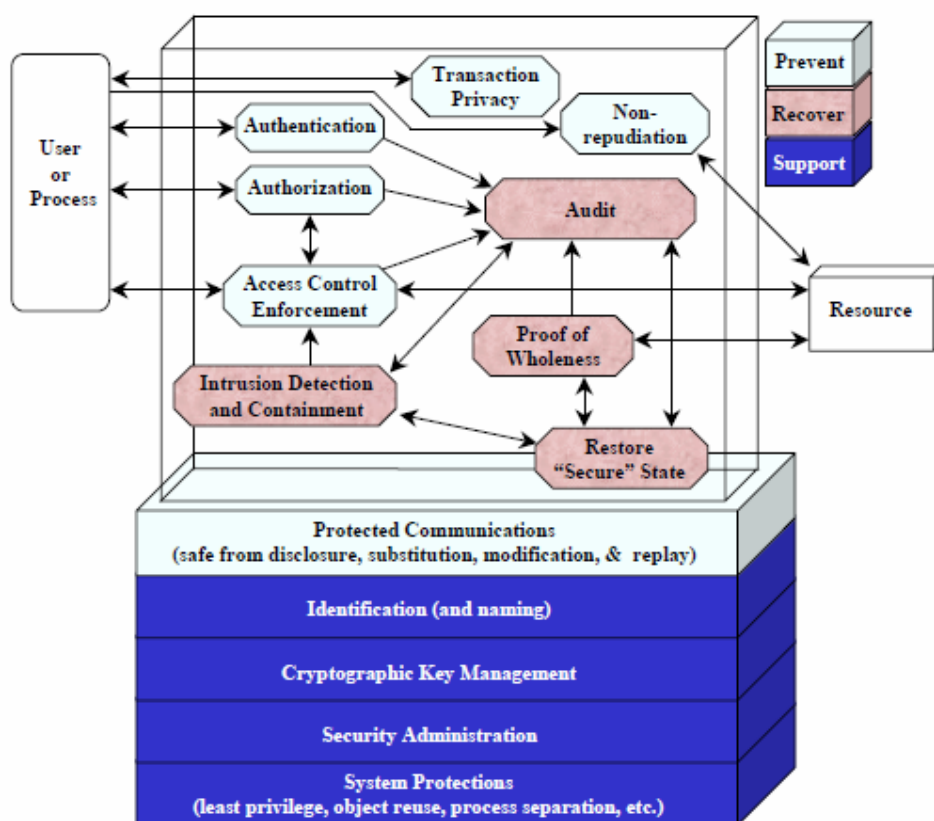 Prevent
Recover
Support
User
or
Process
Transaction
Privacy
Non-
repudiation
Authentication
Authorization
Audit
Access Control
Enforcement
Resource
Proof of
Wholeness
Intrusion Detection
and Containment
Restore
“Secure” State
Protected Communications
(safe from disclosure, substitution, modification, & replay)
Identification (and naming)
Cryptographic Key Management
Security Administration
System Protections
(least privilege, object reuse, process separation, etc.)